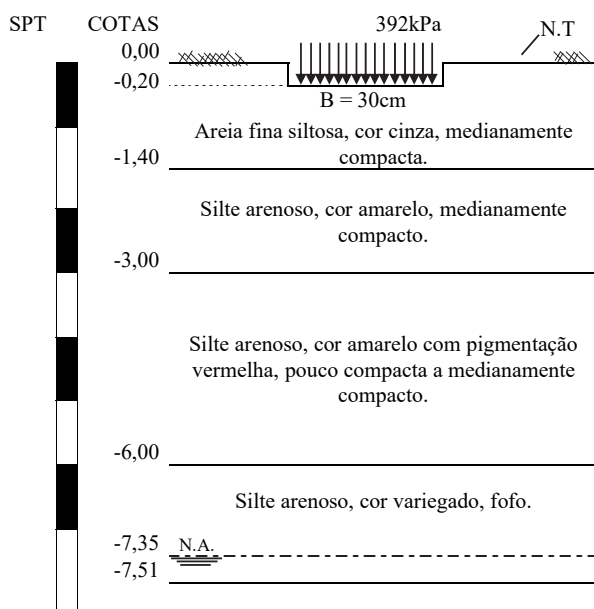 SPT COTAS 392kPa N.T
0,00
-0,20
B = 30cm
Areia fina siltosa, cor cinza, medianamente
compacta.
-1,40
Silte arenoso, cor amarelo, medianamente
compacto.
-3,00
Silte arenoso, cor amarelo com pigmentação
vermelha, pouco compacta a medianamente
compacto.
-6,00
Silte arenoso, cor variegado, fofo.
-7,35 N.A.
-7,51